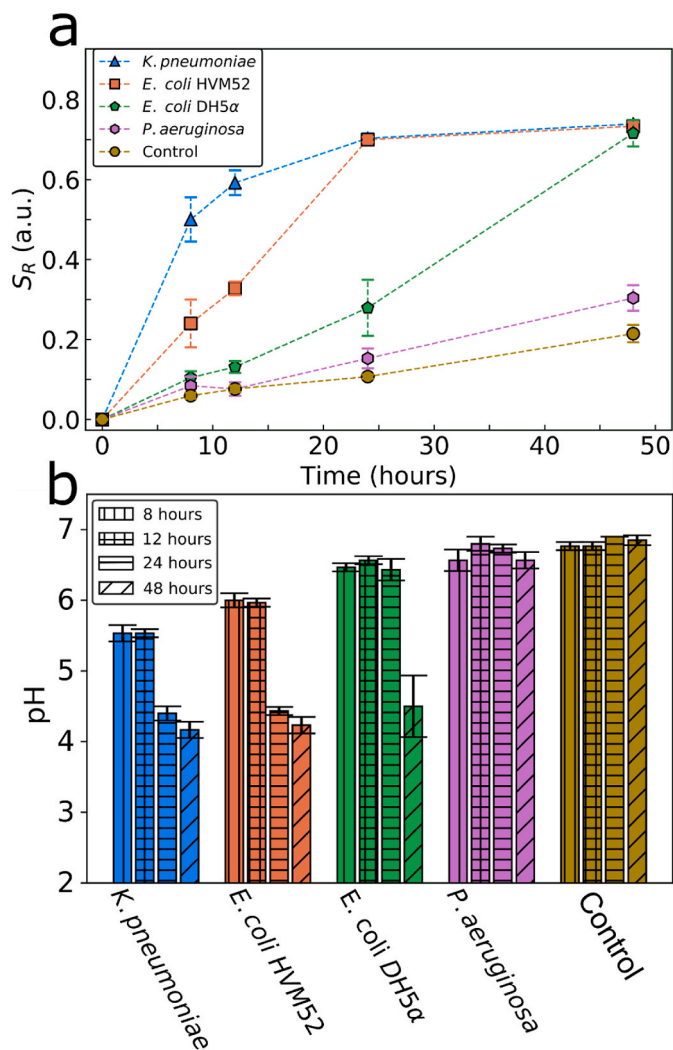 a
K. pneumoniae
E. coli HVM52
E. coli DH5α
P. aeruginosa
Control
0.8
0.6
0.4
0.2
0.0
S_R (a.u.)
0 10 20 30 40 50
Time (hours)
b
8 hours
12 hours
24 hours
48 hours
7
6
5
4
3
2
pH
K. pneumoniae
E. coli HVM52
E. coli DH5α
P. aeruginosa
Control